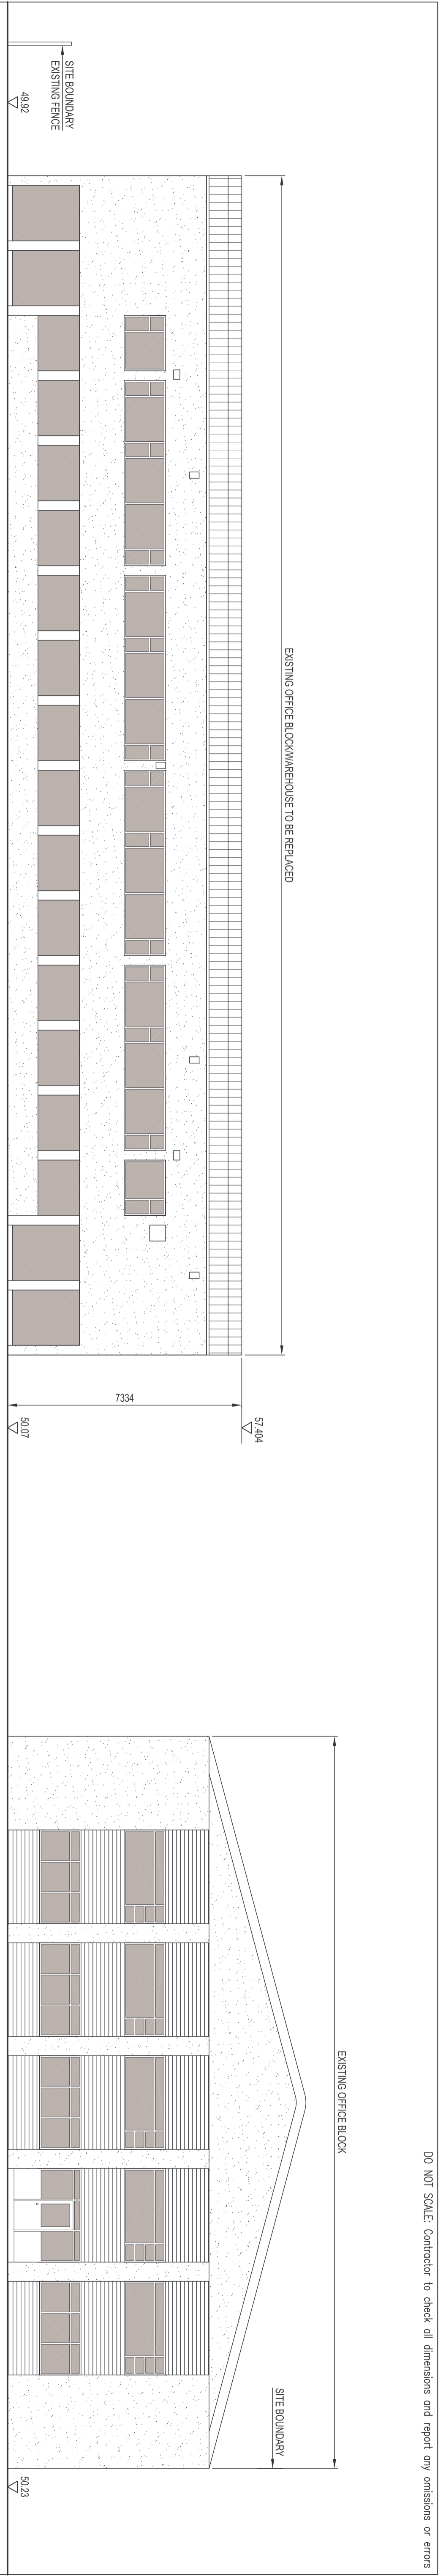 DO NOT SCALE: Contractor to check all dimensions and report any omissions or errors
EXISTING OFFICE BLOCK/WAREHOUSE TO BE REPLACED
EXISTING OFFICE BLOCK
SITE BOUNDARY
EXISTING FENCE
49.92
57.404
7334
50.07
SITE BOUNDARY
50.23